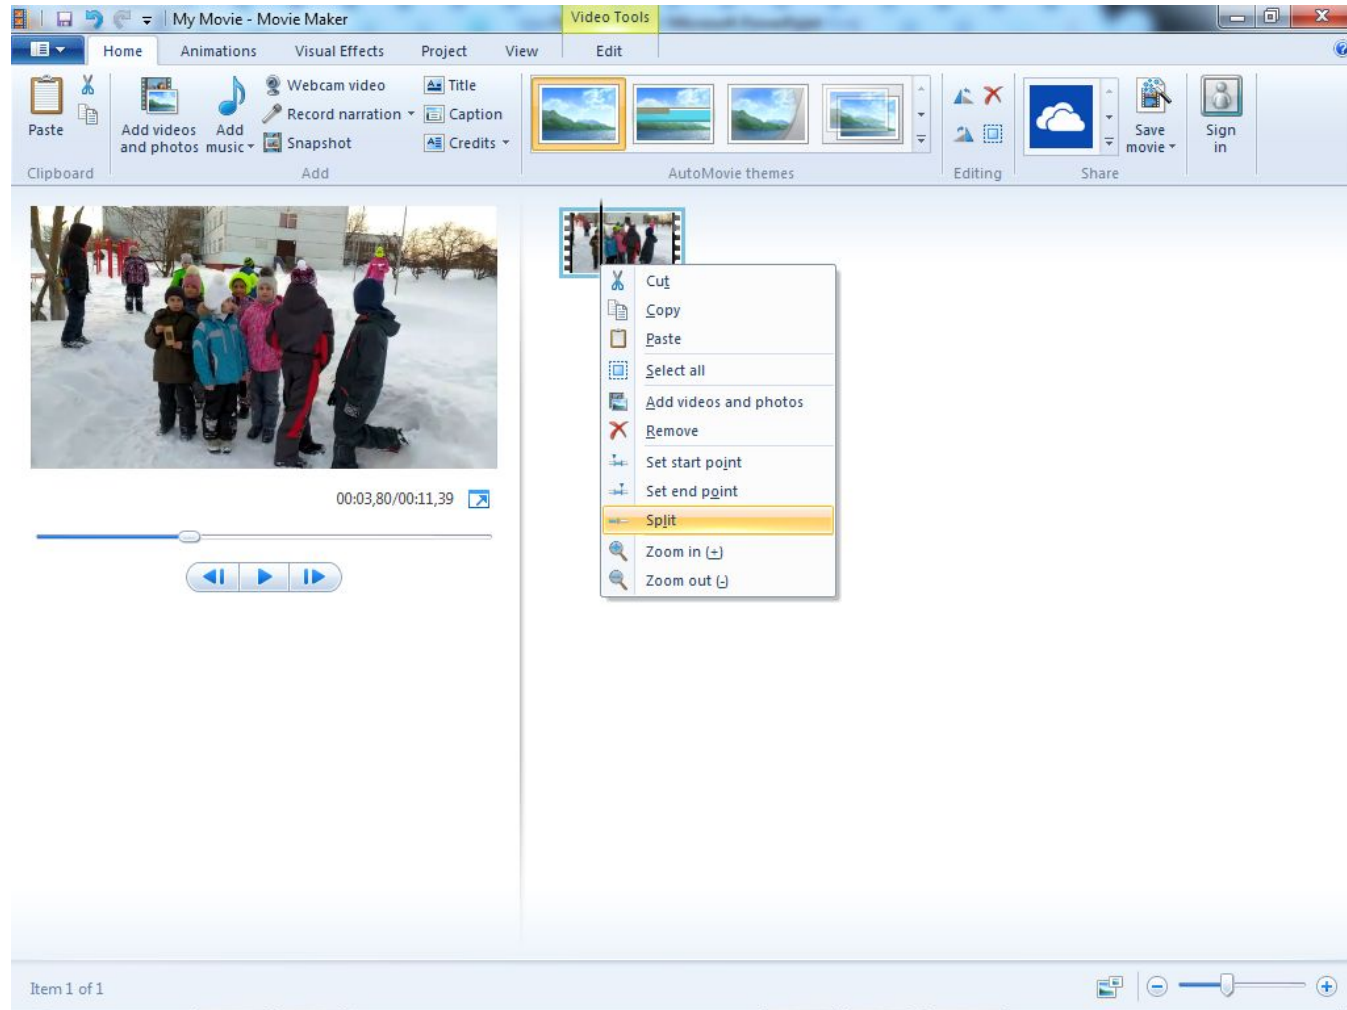 My Movie - Movie Maker
Video Tools
Home Animations Visual Effects Project View Edit
Paste
Clipboard
Add videos and photos
Add music
Webcam video
Record narration
Snapshot
Title
Caption
Credits
Add
AutoMovie themes
Editing
Share
Save movie
Sign in
00:03,80/00:11,39
Cut
Copy
Paste
Select all
Add videos and photos
Remove
Set start point
Set end point
Split
Zoom in (+)
Zoom out (-)
Item 1 of 1